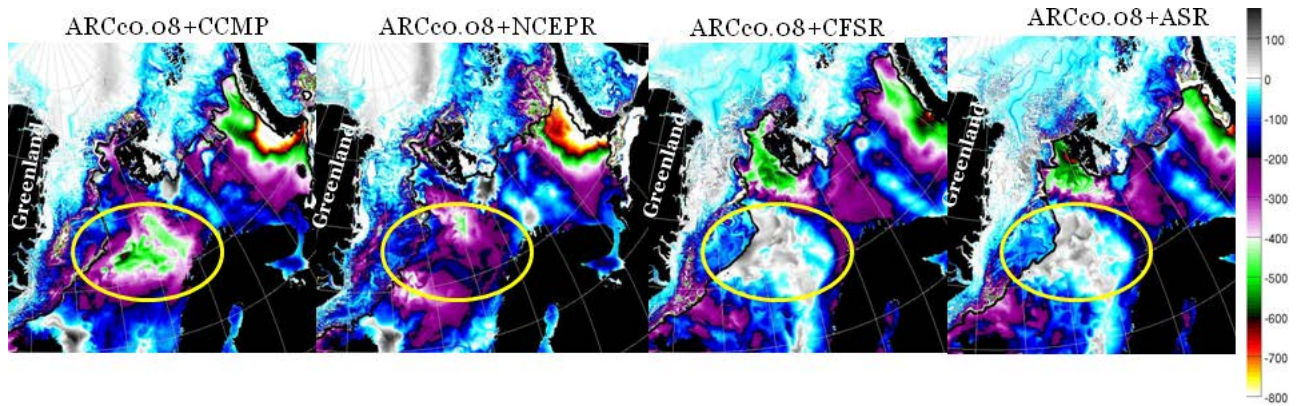 ARCc0.08+CCMP
ARCc0.08+NCEPR
ARCc0.08+CFSR
ARCc0.08+ASR
Greenland
Greenland
Greenland
Greenland
100
0
-100
-200
-300
-400
-500
-600
-700
-800